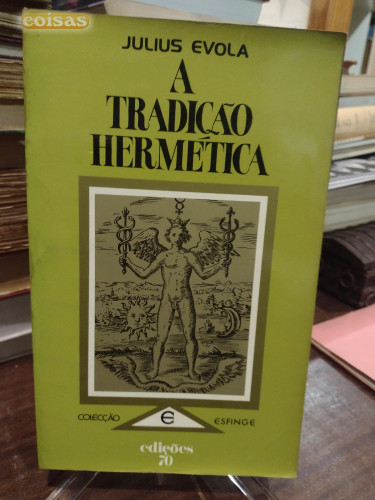 coisas
JULIUS EVOLA
A
TRADIÇÃO
HERMÉTICA
COLECÇÃO
E
ESFINGE
edições
70